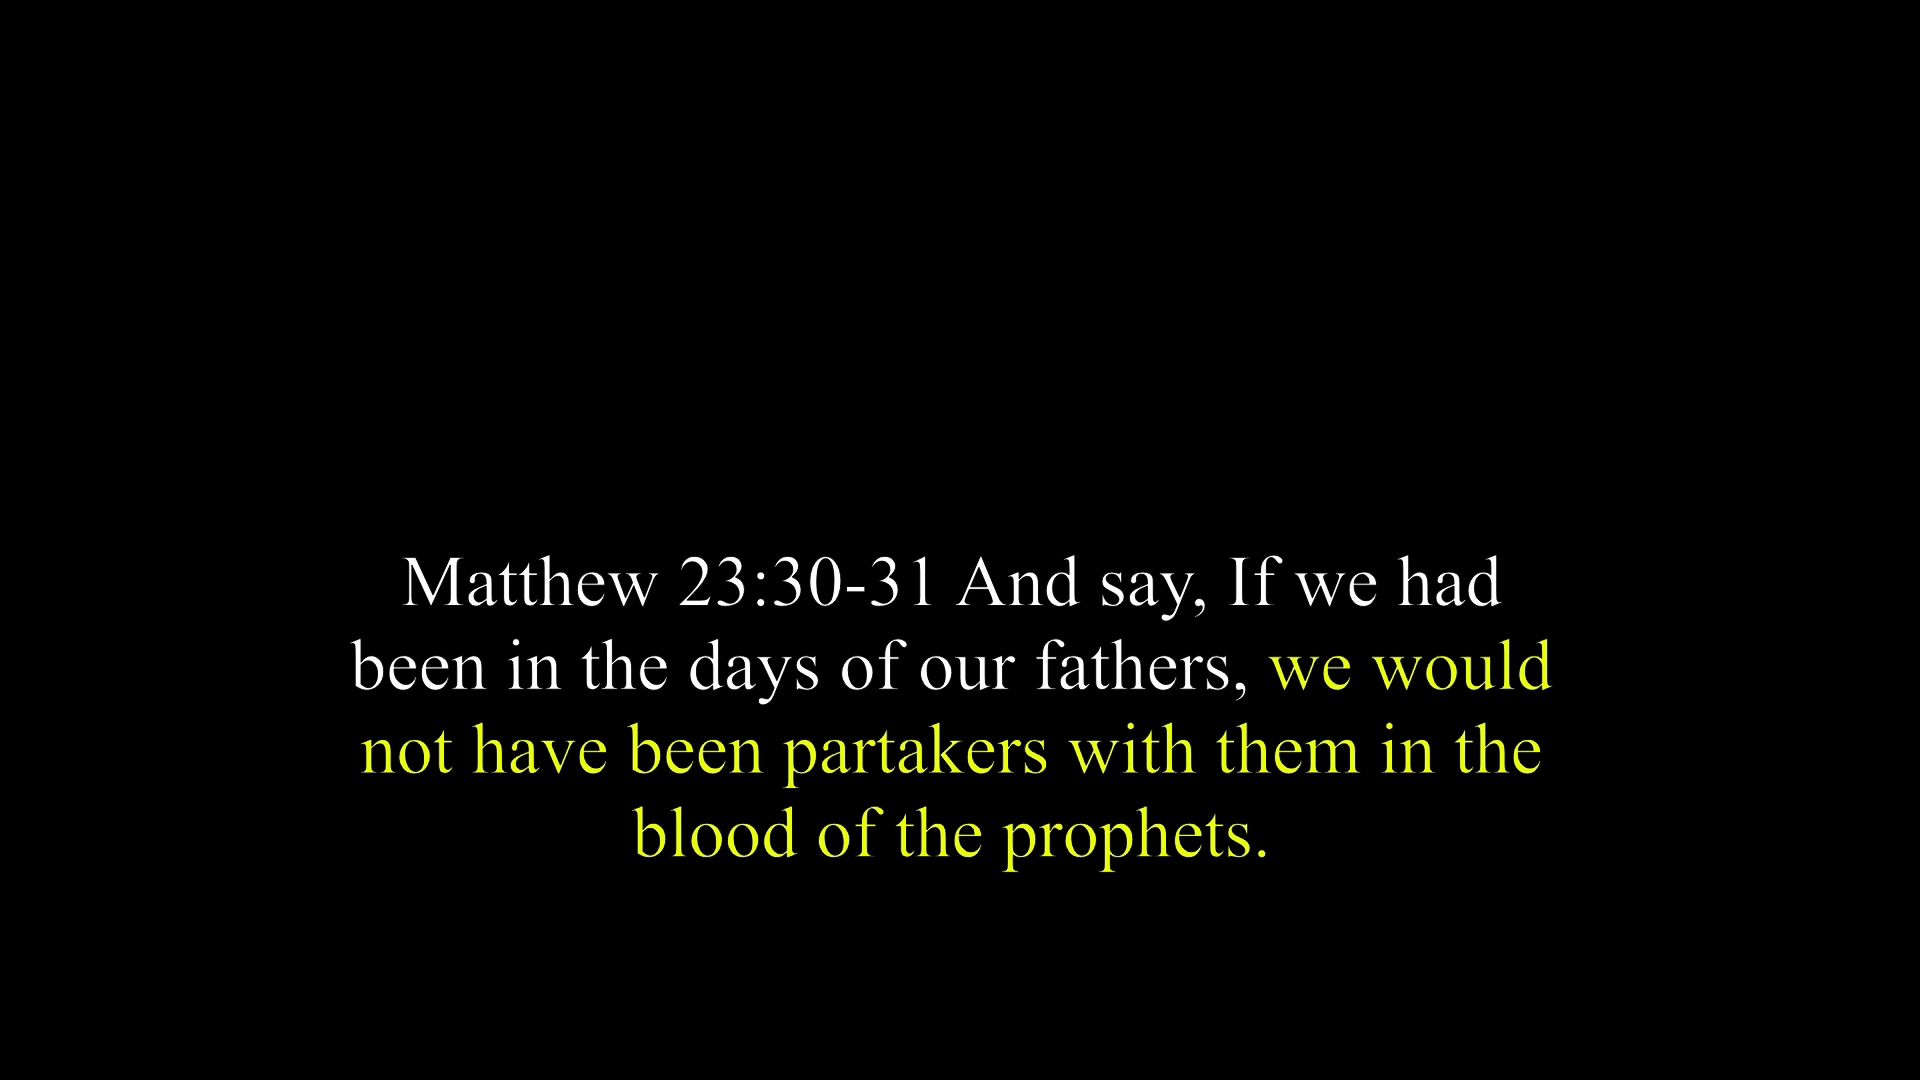 Matthew 23:30-31 And say, If we had
been in the days of our fathers, we would
not have been partakers with them in the
blood of the prophets.